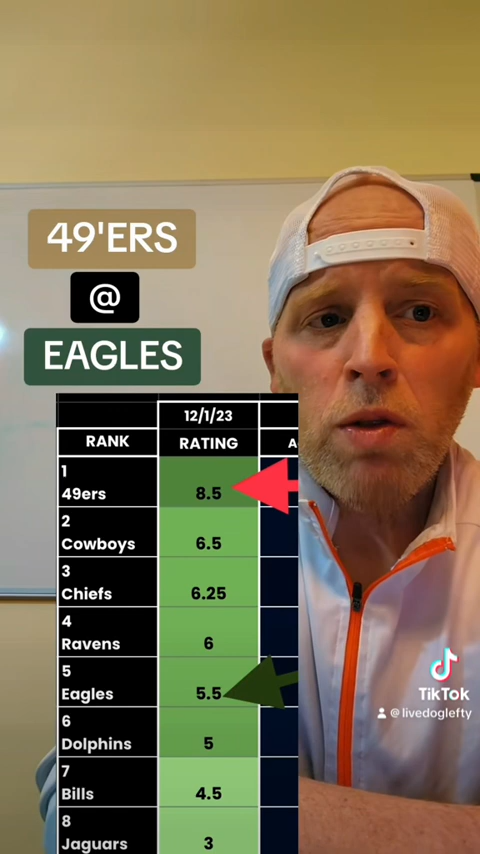 49'ERS
@
EAGLES
12/1/23
RANK RATING
1
49ers 8.5
2
Cowboys 6.5
3
Chiefs 6.25
4
Ravens 6
5
Eagles 5.5
6
Dolphins 5
7
Bills 4.5
8
Jaguars 3
TikTok
@livedoglefty